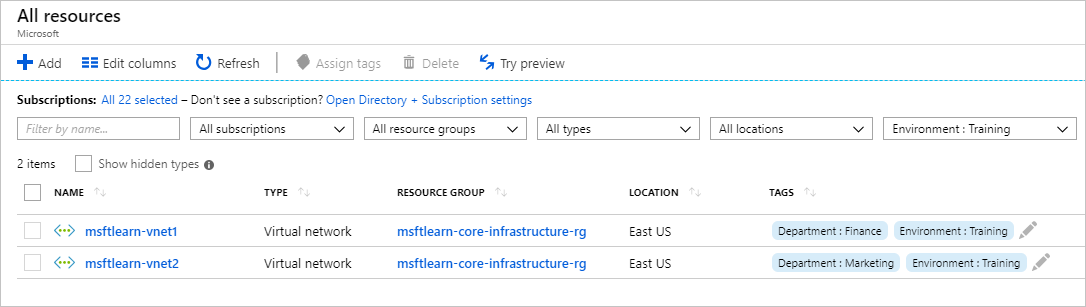 All resources
Microsoft
Add Edit columns Refresh Assign tags Delete Try preview
Subscriptions: All 22 selected – Don't see a subscription? Open Directory + Subscription settings
Filter by name... All subscriptions All resource groups All types All locations Environment : Training
2 items Show hidden types
NAME TYPE RESOURCE GROUP LOCATION TAGS
msftlearn-vnet1 Virtual network msftlearn-core-infrastructure-rg East US Department : Finance Environment : Training
msftlearn-vnet2 Virtual network msftlearn-core-infrastructure-rg East US Department : Marketing Environment : Training